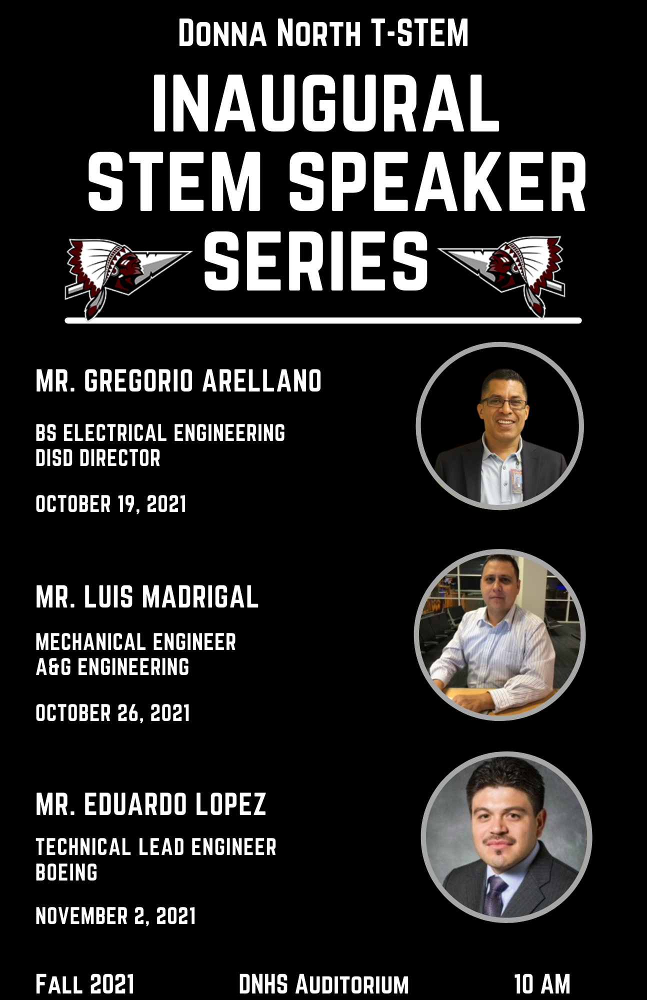 Donna North T-STEM
INAUGURAL
STEM SPEAKER
SERIES
MR. GREGORIO ARELLANO
BS ELECTRICAL ENGINEERING
DISD DIRECTOR
OCTOBER 19, 2021
MR. LUIS MADRIGAL
MECHANICAL ENGINEER
A&G ENGINEERING
OCTOBER 26, 2021
MR. EDUARDO LOPEZ
TECHNICAL LEAD ENGINEER
BOEING
NOVEMBER 2, 2021
Fall 2021 DNHS Auditorium 10 AM